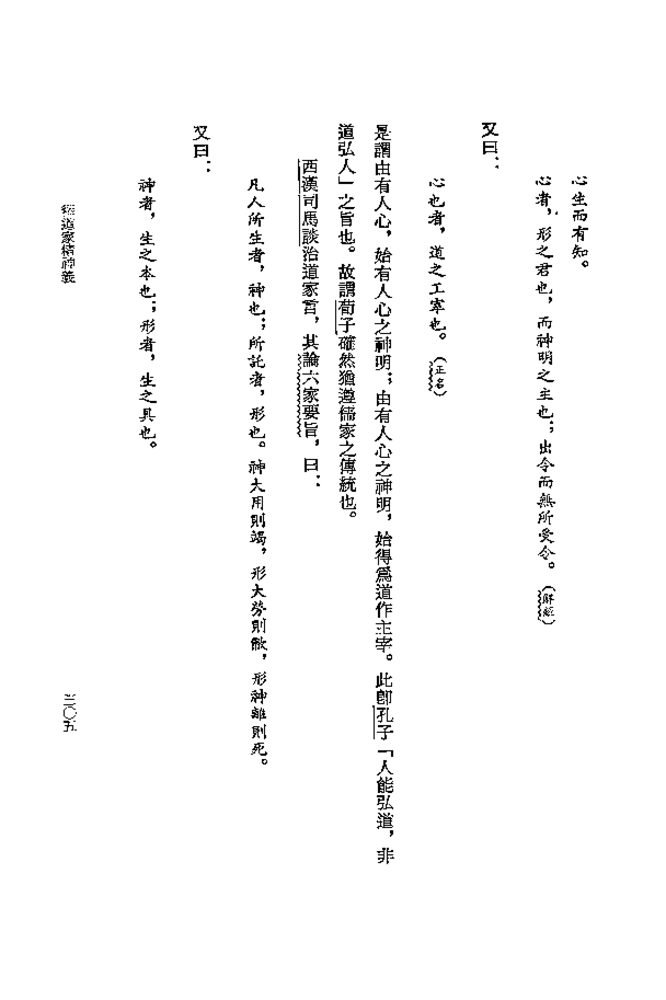 心生而有知。
心者，形之君也，而神明之主也；出令而無所受令。（解蔽）
又曰：
心也者，道之工宰也。（正名）
是謂由有人心，始有人心之神明；由有人心之神明，始得爲道作主宰。此卽孔子「人能弘道，非
道弘人」之旨也。故謂荀子確然猶遵儒家之傳統也。
西漢司馬談治道家言，其論六家要旨，曰：
凡人所生者，神也；所託者，形也。神大用則竭，形大勞則敝，形神離則死。
又曰：
神者，生之本也；形者，生之具也。
釋道家精神義
三〇五